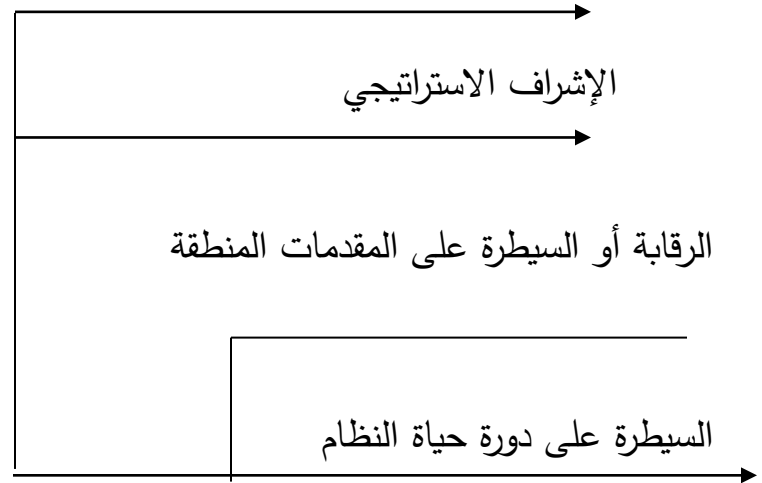 الإشراف الاستراتيجي
الرقابة أو السيطرة على المقدمات المنطقة
السيطرة على دورة حياة النظام